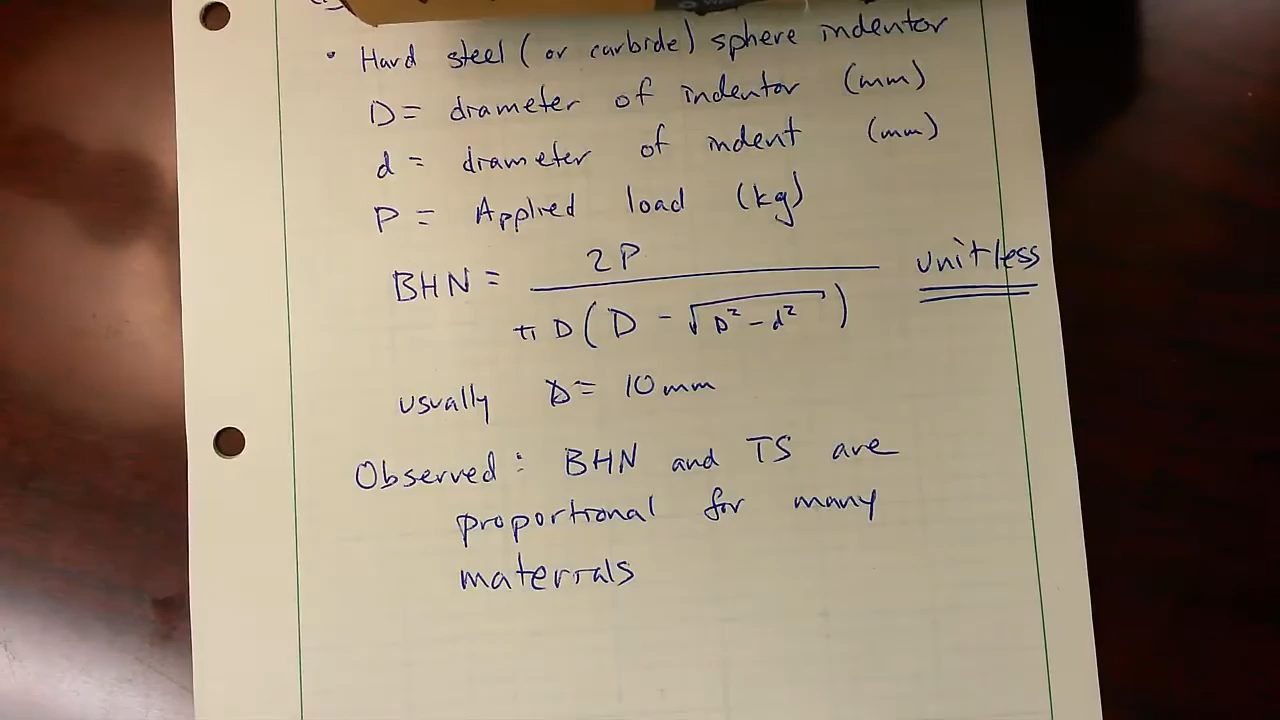 • Hard steel (or carbide) sphere indentor
D = diameter of indentor (mm)
d = diameter of indent (mm)
P = Applied load (kg)
BHN = 2P / π D (D - √D² - d²) unitless
usually D = 10 mm
Observed: BHN and TS are
proportional for many
materials